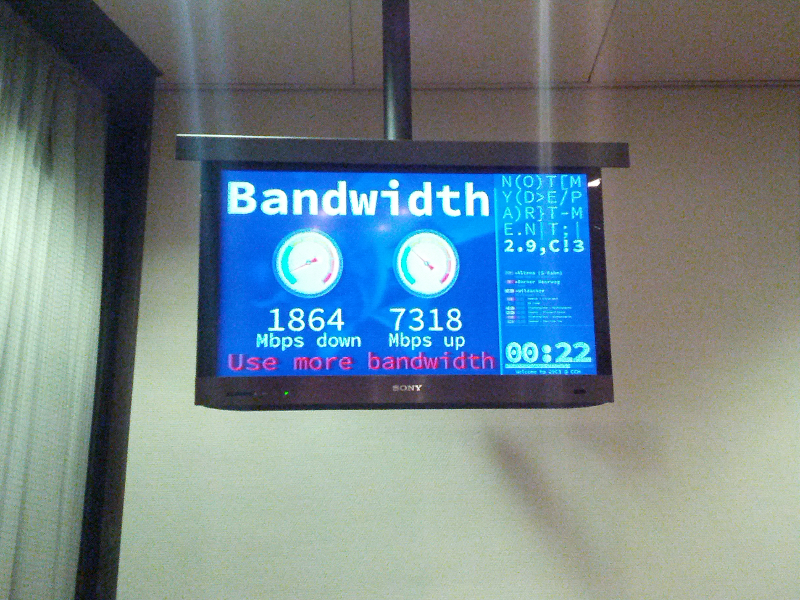 Bandwidth
1864
Mbps down
7318
Mbps up
Use more bandwidth
N(O)T[M
Y(D>E/P
A)R}T-M
E.N|T;|
2.9,C!3
00:22
SONY